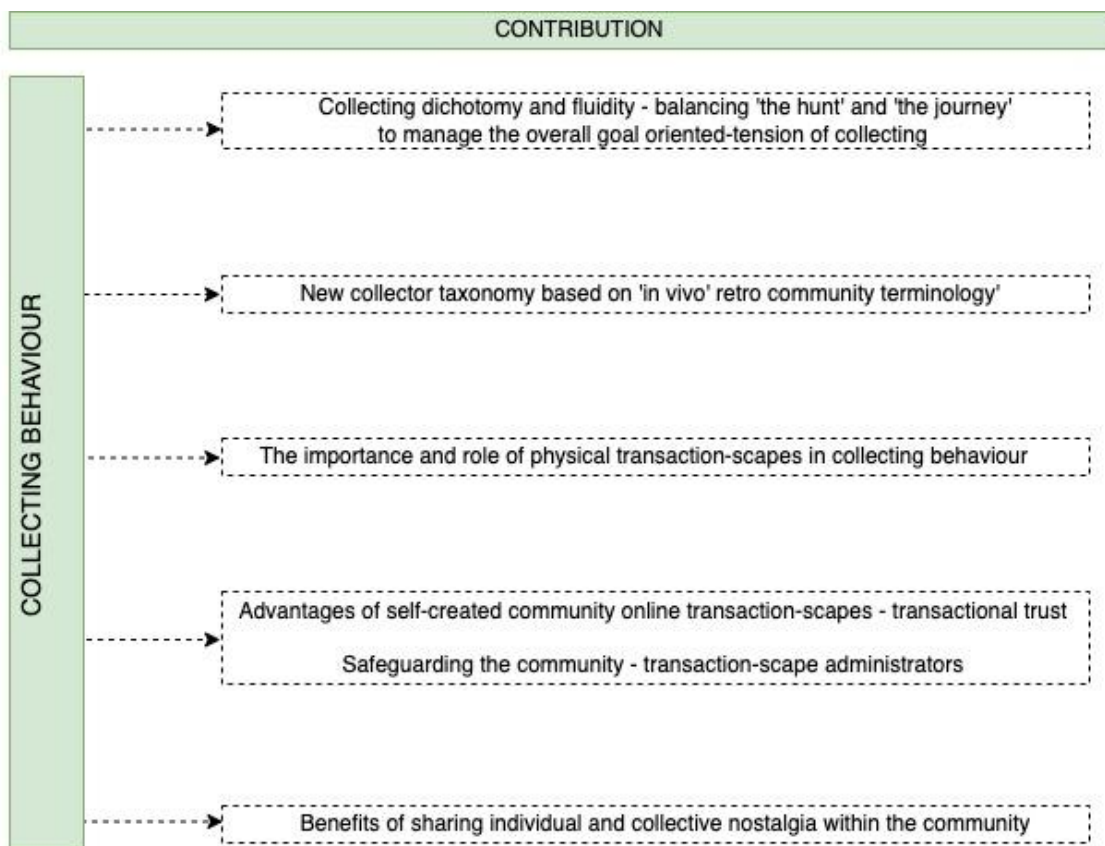 CONTRIBUTION
COLLECTING BEHAVIOUR
Collecting dichotomy and fluidity - balancing 'the hunt' and 'the journey'
to manage the overall goal oriented-tension of collecting
New collector taxonomy based on 'in vivo' retro community terminology'
The importance and role of physical transaction-scapes in collecting behaviour
Advantages of self-created community online transaction-scapes - transactional trust
Safeguarding the community - transaction-scape administrators
Benefits of sharing individual and collective nostalgia within the community